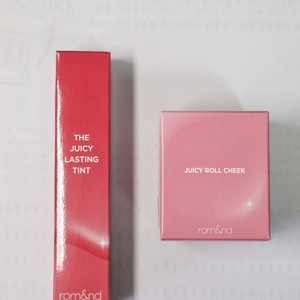 THE
JUICY
LASTING
TINT
rom&nd
JUICY ROLL CHEEK
rom&nd